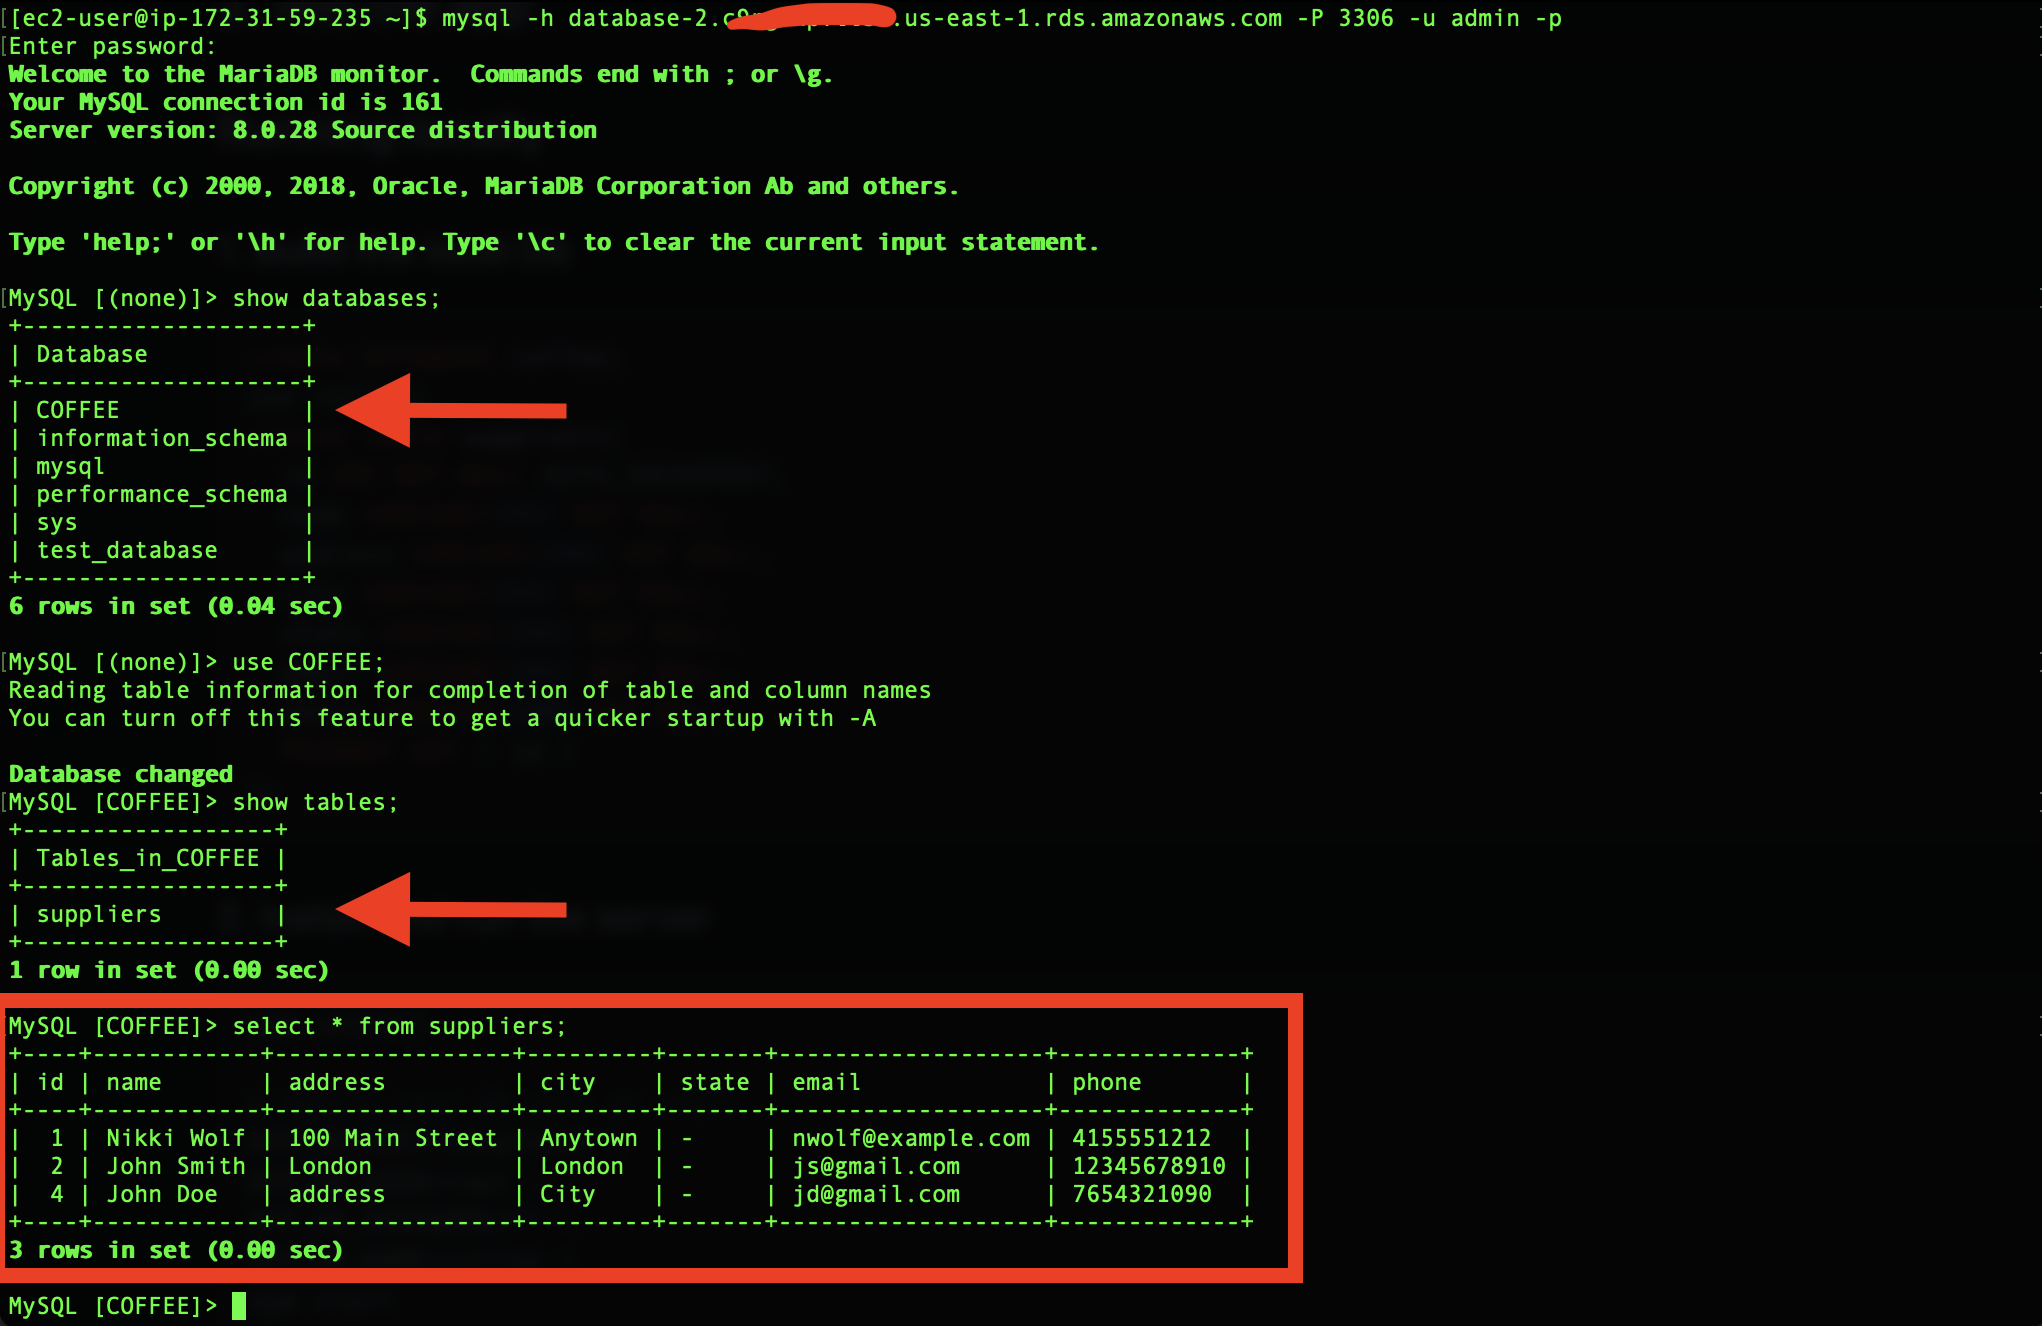 [ec2-user@ip-172-31-59-235 ~]$ mysql -h database-2. .us-east-1.rds.amazonaws.com -P 3306 -u admin -p
Enter password:
Welcome to the MariaDB monitor.  Commands end with ; or \g.
Your MySQL connection id is 161
Server version: 8.0.28 Source distribution

Copyright (c) 2000, 2018, Oracle, MariaDB Corporation Ab and others.

Type 'help;' or '\h' for help. Type '\c' to clear the current input statement.

MySQL [(none)]> show databases;
+--------------------+
| Database           |
+--------------------+
| COFFEE             |
| information_schema |
| mysql              |
| performance_schema |
| sys                |
| test_database      |
+--------------------+
6 rows in set (0.04 sec)

MySQL [(none)]> use COFFEE;
Reading table information for completion of table and column names
You can turn off this feature to get a quicker startup with -A

Database changed
MySQL [COFFEE]> show tables;
+------------------+
| Tables_in_COFFEE |
+------------------+
| suppliers        |
+------------------+
1 row in set (0.00 sec)

MySQL [COFFEE]> select * from suppliers;
+----+------------+-----------------+---------+-------+-------------------+-------------+
| id | name       | address         | city    | state | email             | phone       |
+----+------------+-----------------+---------+-------+-------------------+-------------+
|  1 | Nikki Wolf | 100 Main Street | Anytown | -     | nwolf@example.com | 4155551212  |
|  2 | John Smith | London          | London  | -     | js@gmail.com      | 12345678910 |
|  4 | John Doe   | address         | City    | -     | jd@gmail.com      | 7654321090  |
+----+------------+-----------------+---------+-------+-------------------+-------------+
3 rows in set (0.00 sec)

MySQL [COFFEE]>